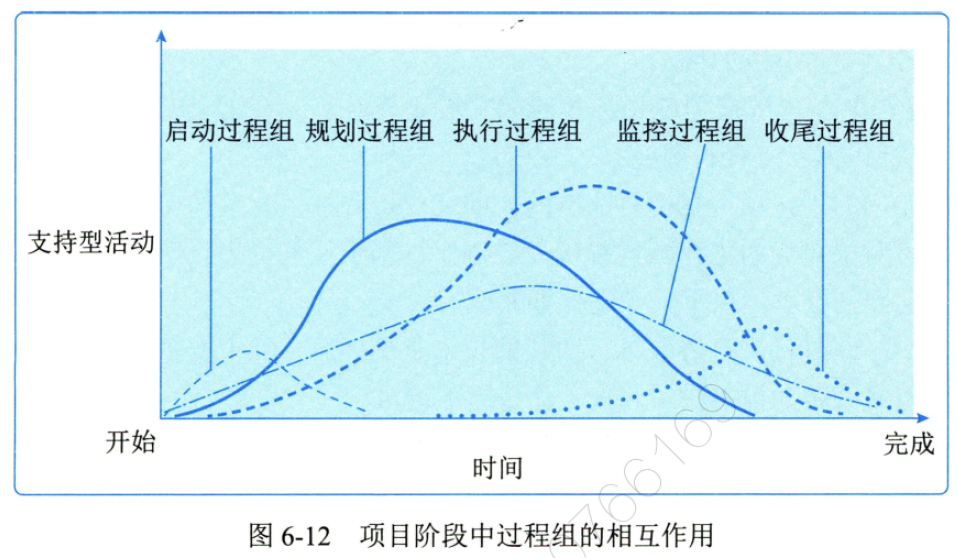 启动过程组 规划过程组 执行过程组 监控过程组 收尾过程组
支持型活动
开始
完成
时间
766169
图 6-12 项目阶段中过程组的相互作用